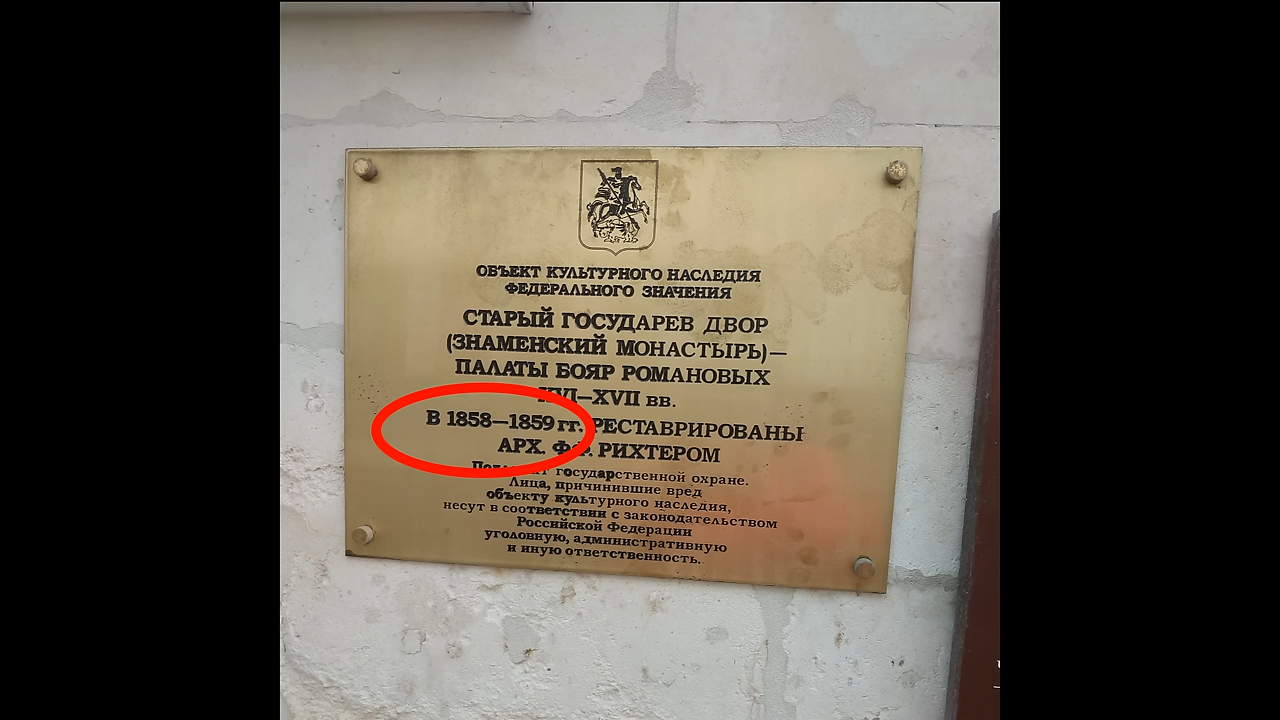 ОБЪЕКТ КУЛЬТУРНОГО НАСЛЕДИЯ
ФЕДЕРАЛЬНОГО ЗНАЧЕНИЯ
СТАРЫЙ ГОСУДАРЕВ ДВОР
(ЗНАМЕНСКИЙ МОНАСТЫРЬ)—
ПАЛАТЫ БОЯР РОМАНОВЫХ
XVI—XVII вв.
В 1858—1859 гг. РЕСТАВРИРОВАНЫ
АРХ. Ф.Ф. РИХТЕРОМ
Подлежит государственной охране.
Лица, причинившие вред
объекту культурного наследия,
несут в соответствии с законодательством
Российской Федерации
уголовную, административную
и иную ответственность.